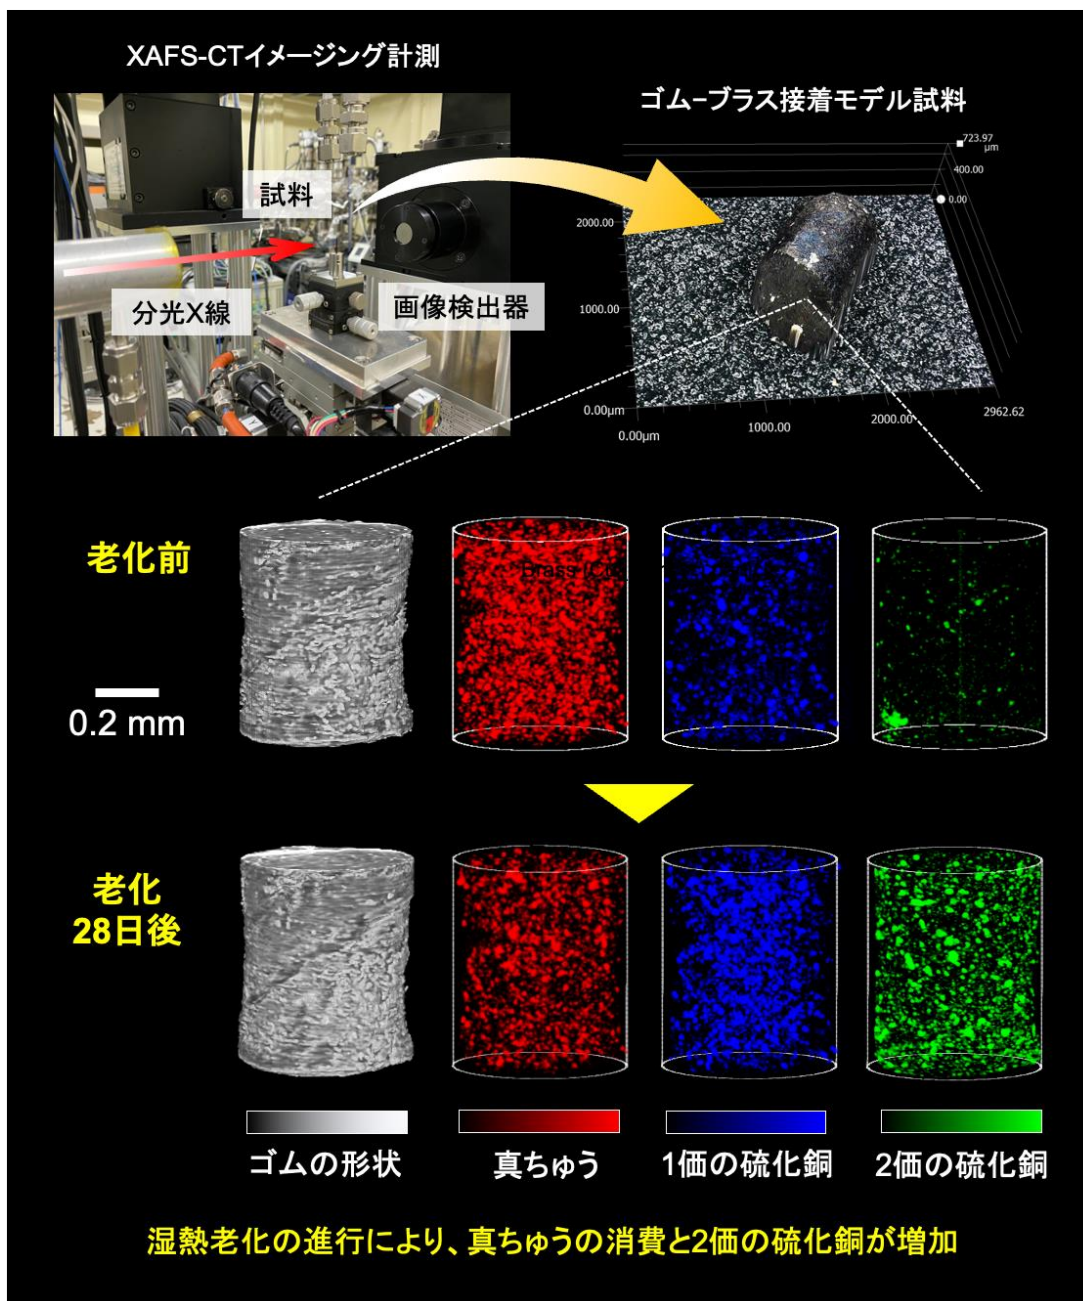 XAFS-CTイメージング計測
ゴム-ブラス接着モデル試料
試料
分光X線
画像検出器
723.97
μm
400.00
0.00
2000.00
1000.00
0.00μm
0.00μm
1000.00
2000.00
2962.62
老化前
Brass
0.2 mm
老化
28日後
ゴムの形状
真ちゅう
1価の硫化銅
2価の硫化銅
湿熱老化の進行により、真ちゅうの消費と2価の硫化銅が増加